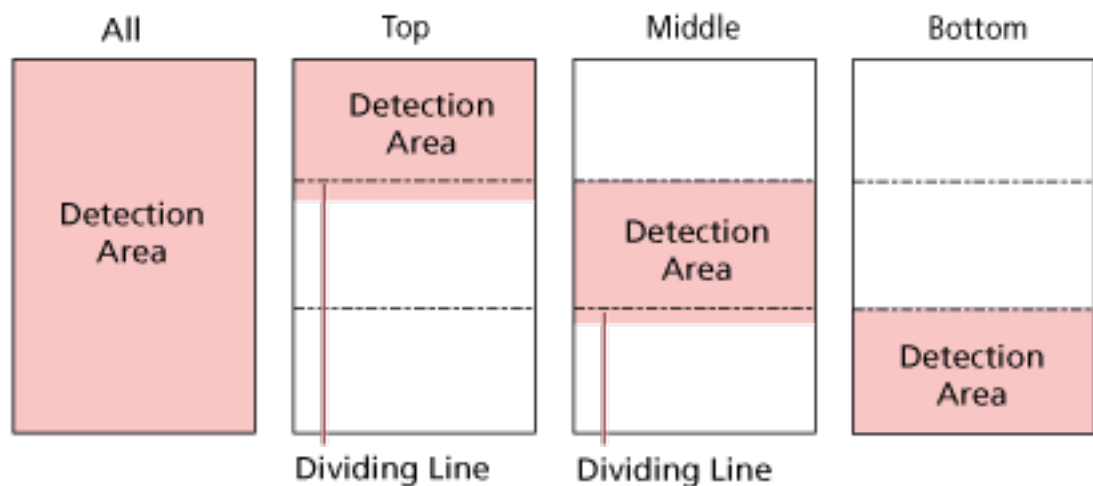 All
Top
Middle
Bottom
Detection
Area
Detection
Area
Detection
Area
Detection
Area
Dividing Line
Dividing Line